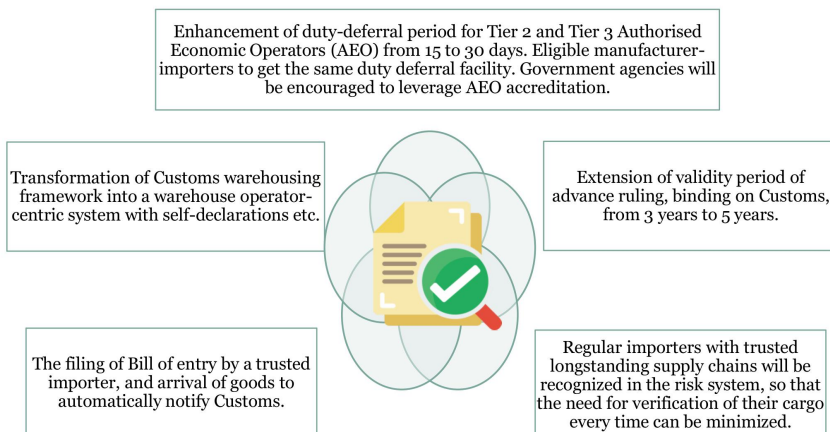 Enhancement of duty-deferral period for Tier 2 and Tier 3 Authorised
Economic Operators (AEO) from 15 to 30 days. Eligible manufacturer-
importers to get the same duty deferral facility. Government agencies will
be encouraged to leverage AEO accreditation.
Transformation of Customs warehousing
framework into a warehouse operator-
centric system with self-declarations etc.
Extension of validity period of
advance ruling, binding on Customs,
from 3 years to 5 years.
The filing of Bill of entry by a trusted
importer, and arrival of goods to
automatically notify Customs.
Regular importers with trusted
longstanding supply chains will be
recognized in the risk system, so that
the need for verification of their cargo
every time can be minimized.